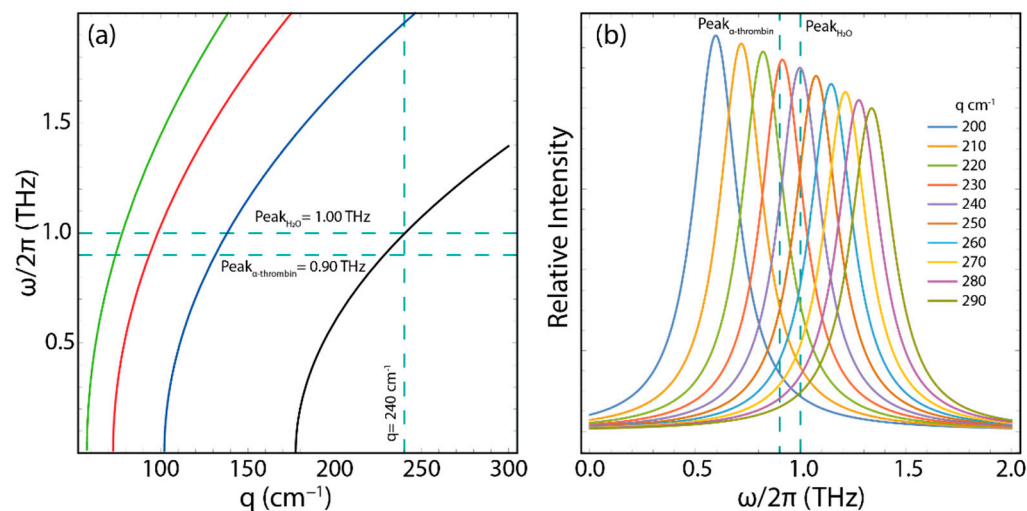 (a)
ω/2π (THz)
1.5
1.0
0.5
Peak_H₂O= 1.00 THz
Peak_α-thrombin= 0.90 THz
q= 240 cm⁻¹
100
150
200
250
300
q (cm⁻¹)
(b)
Peak_α-thrombin
Peak_H₂O
Relative Intensity
q cm⁻¹
200
210
220
230
240
250
260
270
280
290
0.0
0.5
1.0
1.5
2.0
ω/2π (THz)